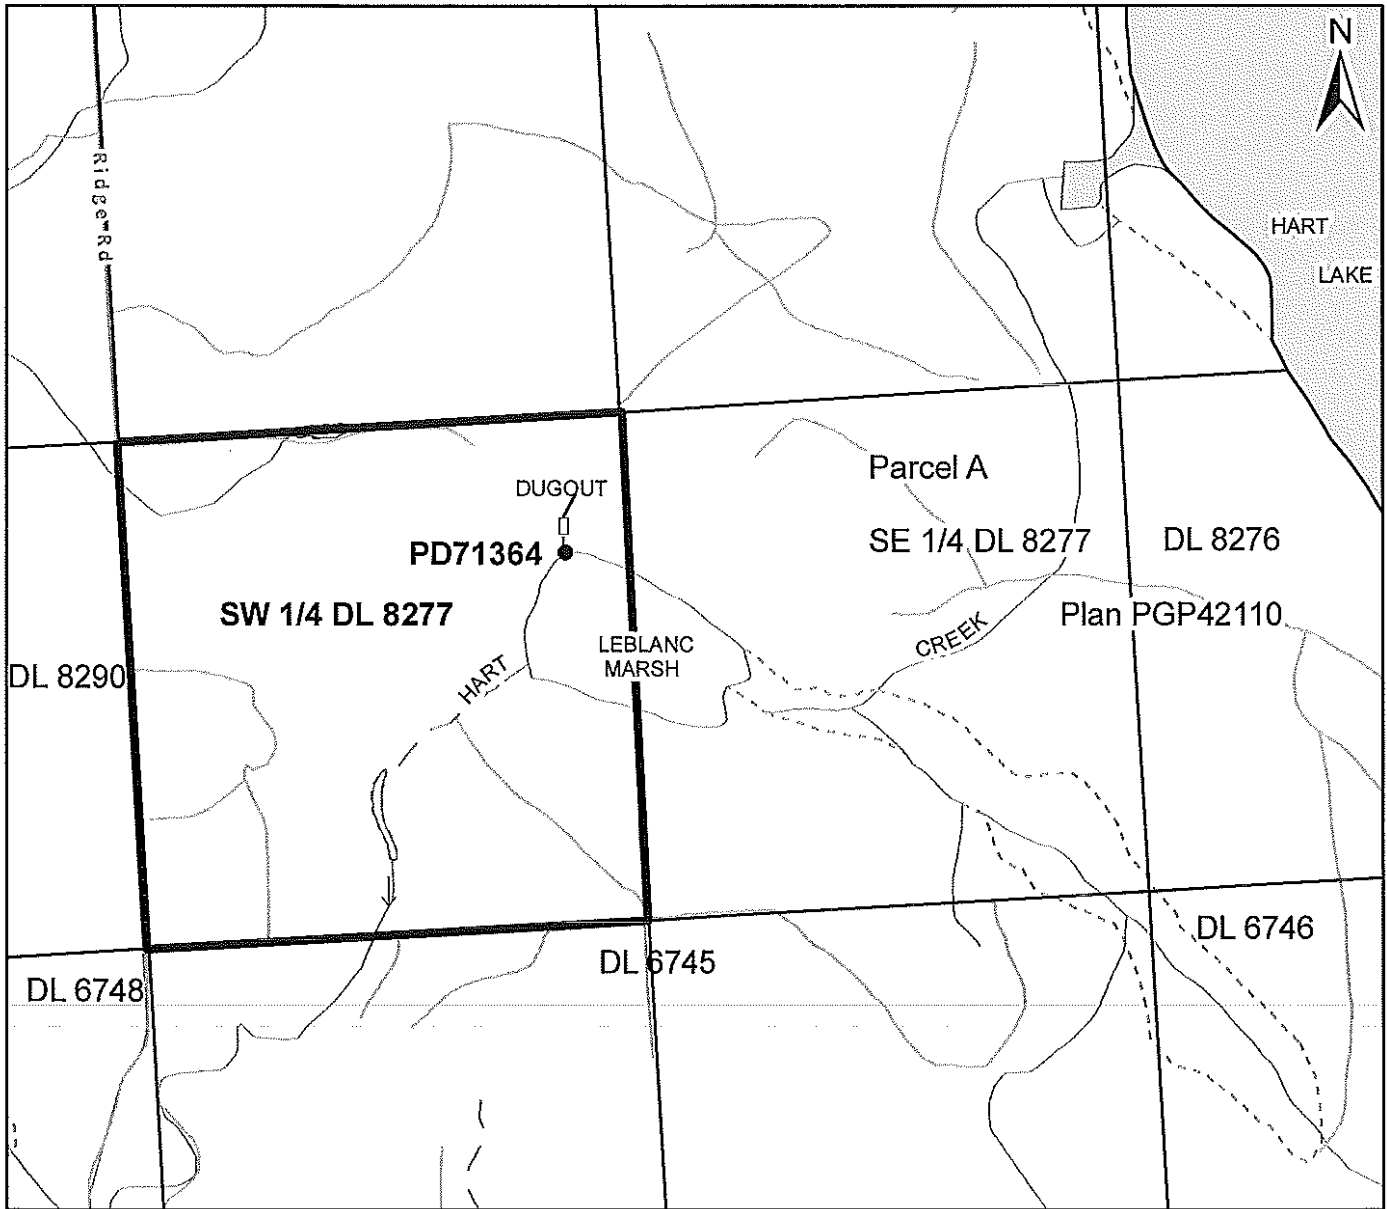 N
Ridge Rd
HART
LAKE
Parcel A
DUGOUT
SE 1/4 DL 8277
DL 8276
PD71364
SW 1/4 DL 8277
Plan PGP42110
CREEK
LEBLANC
MARSH
HART
DL 8290
DL 6746
DL 6745
DL 6748